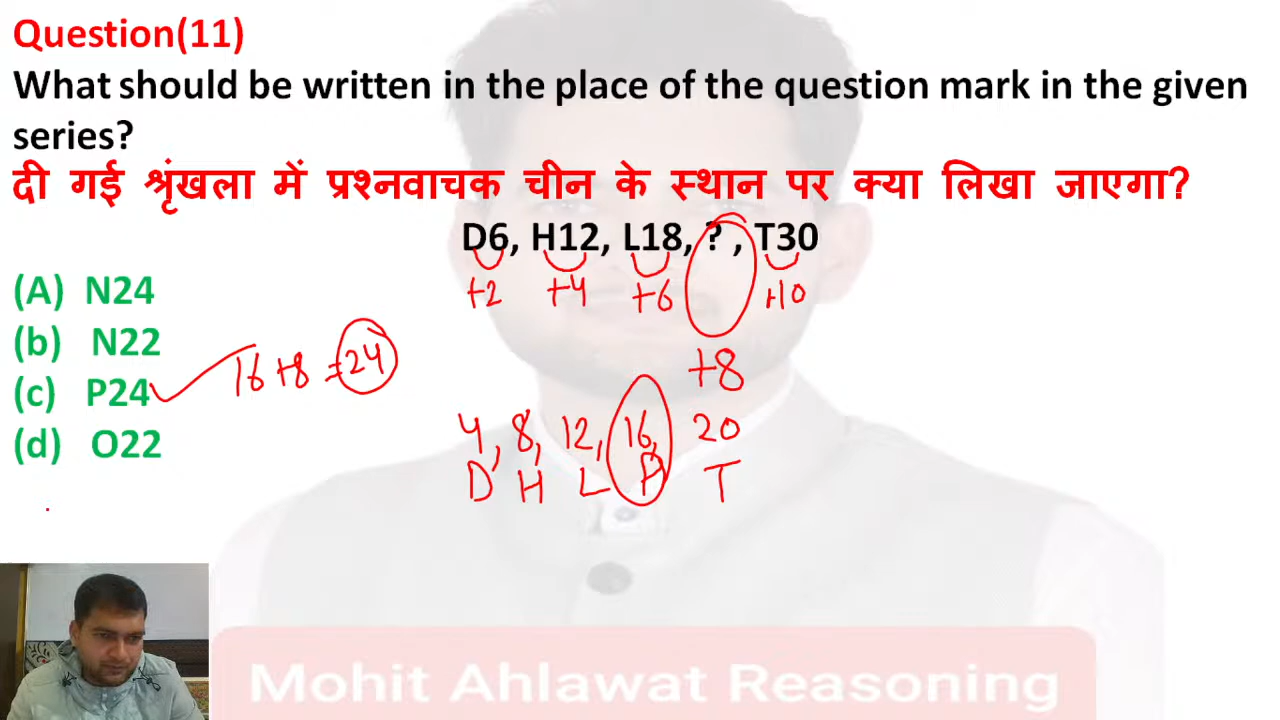 Question(11)
What should be written in the place of the question mark in the given
series?
दी गई श्रृंखला में प्रश्नवाचक चीन के स्थान पर क्या लिखा जाएगा?
D6, H12, L18, ? , T30
+2 +4 +6 +10
+8
(A) N24
(b) N22
(c) P24
(d) O22
16 +8 = 24
4, 8, 12, 16, 20
D H L P T
Mohit Ahlawat Reasoning